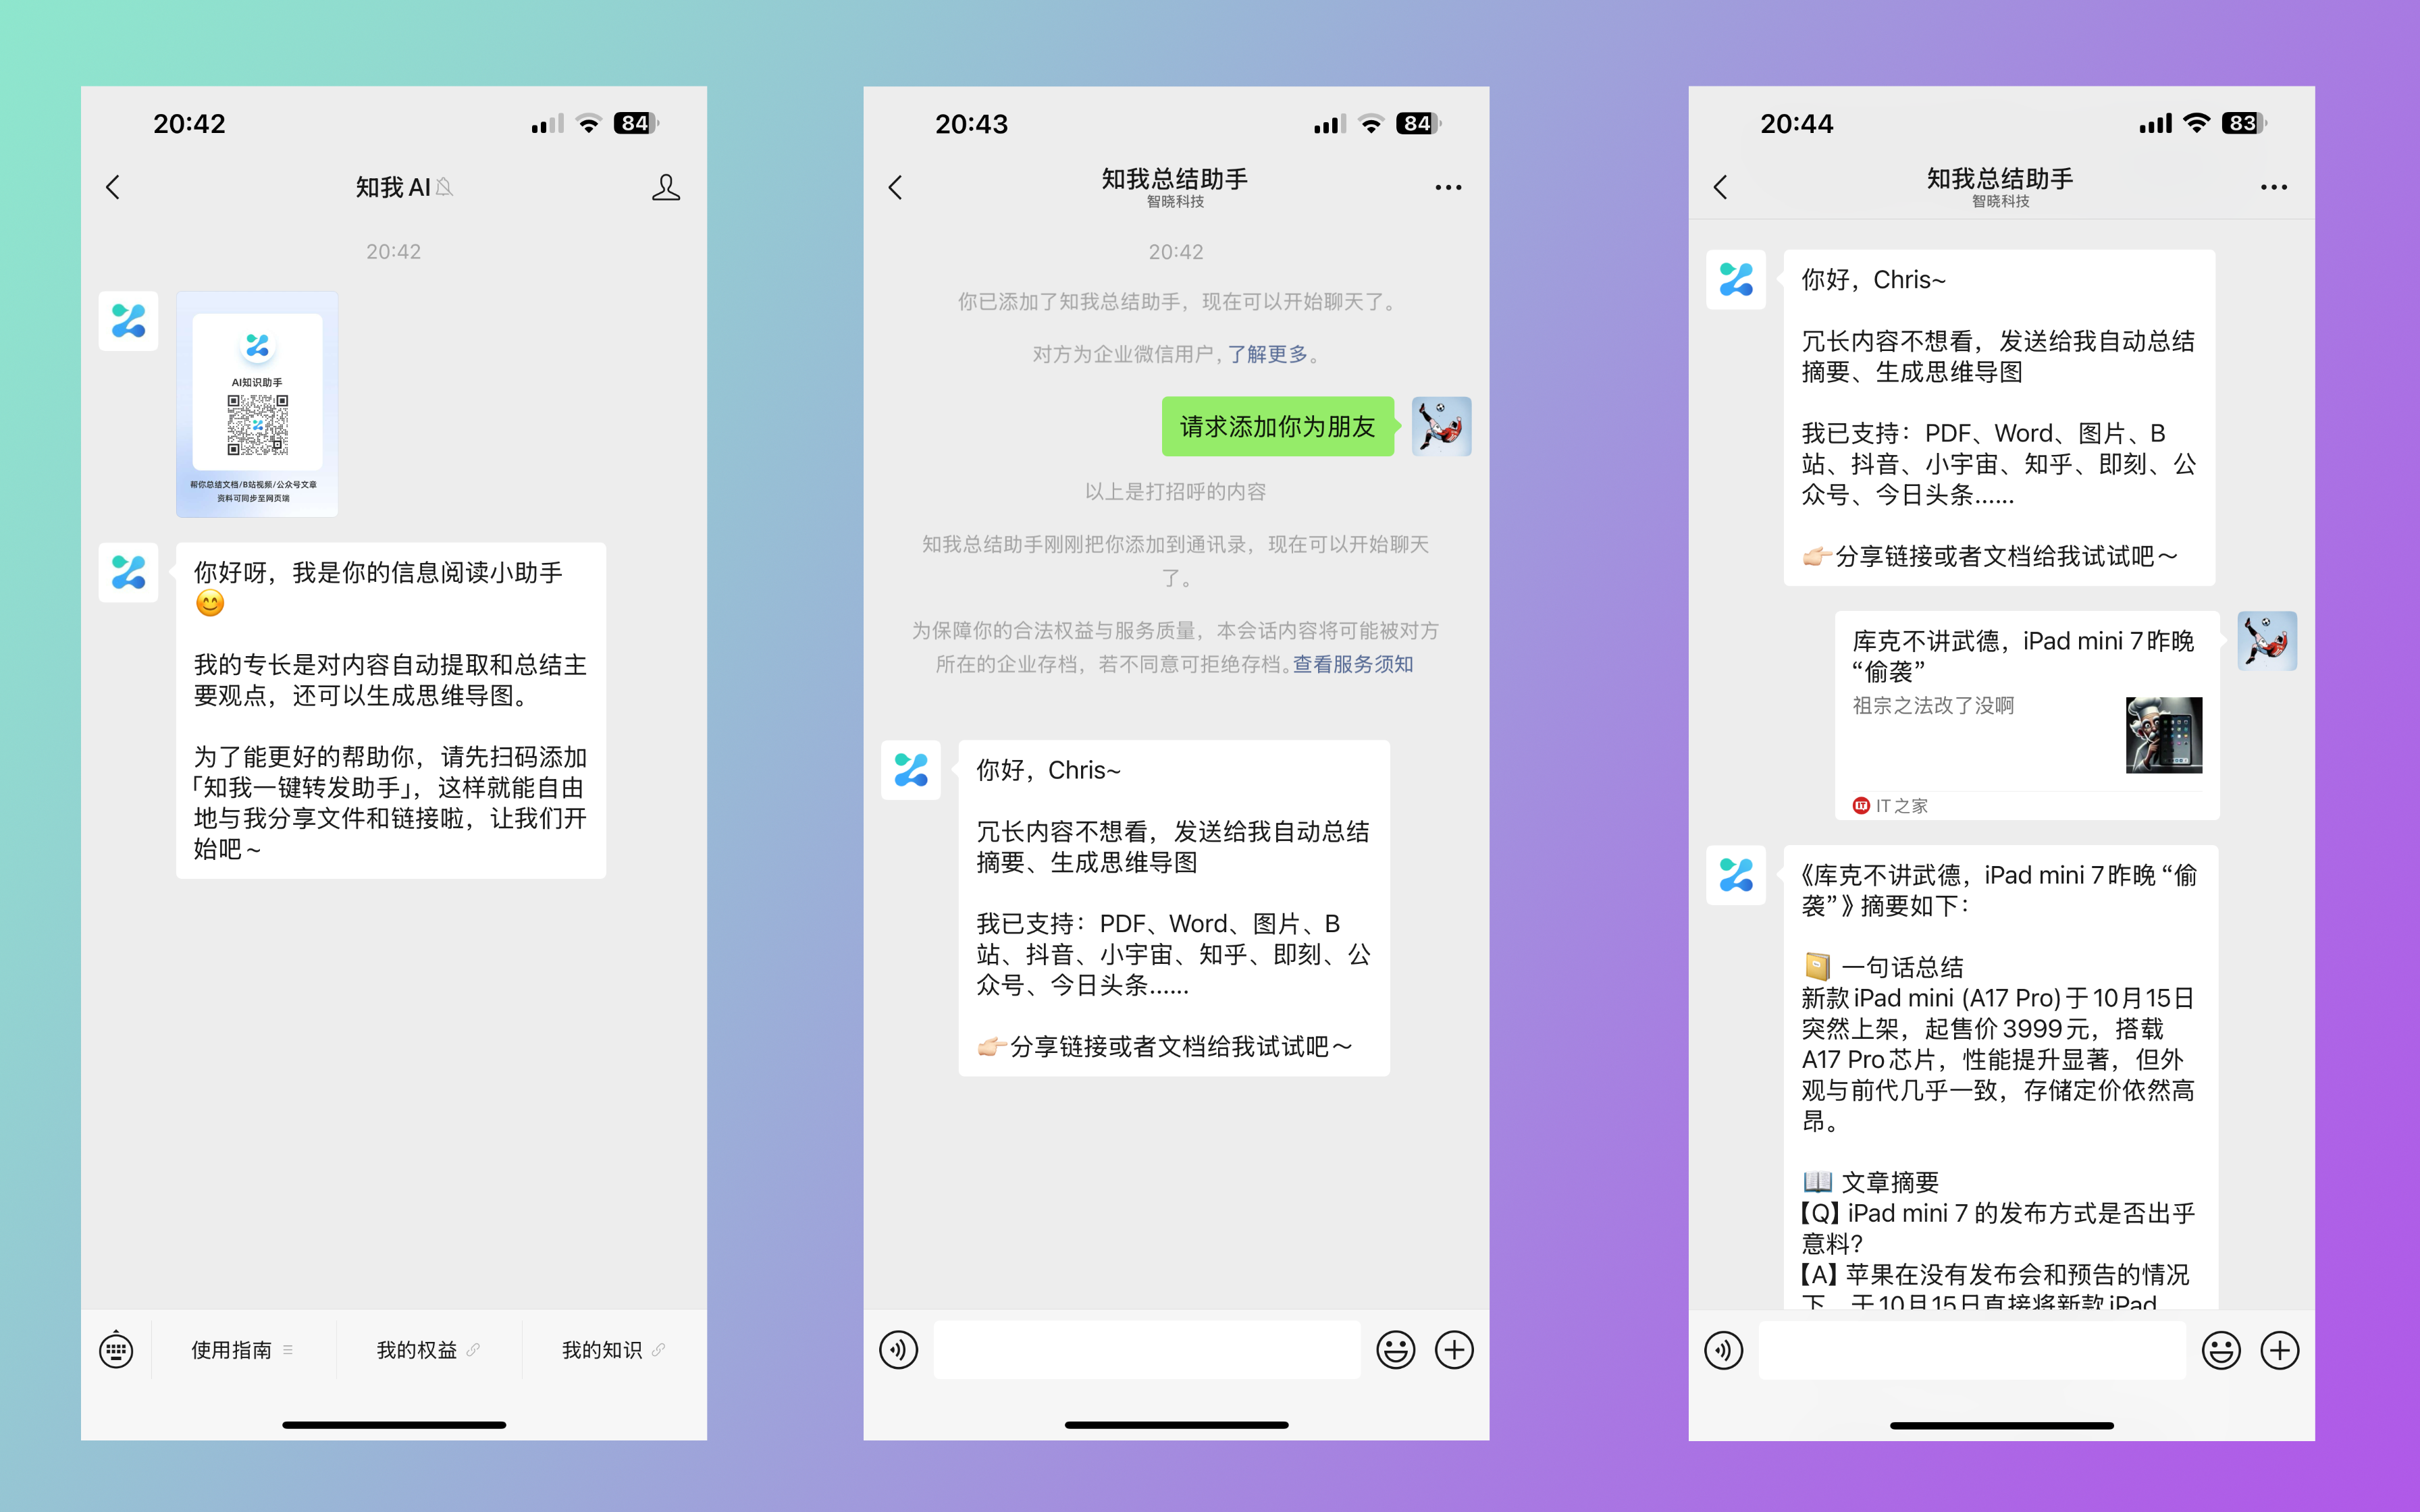 20:42
84
知我 AI
20:42
AI知识助手
帮你总结文档/B站视频/公众号文章
资料可同步至网页端
你好呀，我是你的信息阅读小助手
😊
我的专长是对内容自动提取和总结主
要观点，还可以生成思维导图。
为了能更好的帮助你，请先扫码添加
「知我一键转发助手」，这样就能自由
地与我分享文件和链接啦，让我们开
始吧～
使用指南
我的权益
我的知识
20:43
84
知我总结助手
智晓科技
20:42
你已添加了知我总结助手，现在可以开始聊天了。
对方为企业微信用户，了解更多。
请求添加你为朋友
以上是打招呼的内容
知我总结助手刚刚把你添加到通讯录，现在可以开始聊天
了。
为保障你的合法权益与服务质量，本会话内容将可能被对方
所在的企业存档，若不同意可拒绝存档。查看服务须知
你好，Chris~
冗长内容不想看，发送给我自动总结
摘要、生成思维导图
我已支持：PDF、Word、图片、B
站、抖音、小宇宙、知乎、即刻、公
众号、今日头条......
👉🏻分享链接或者文档给我试试吧～
20:44
83
知我总结助手
智晓科技
你好，Chris~
冗长内容不想看，发送给我自动总结
摘要、生成思维导图
我已支持：PDF、Word、图片、B
站、抖音、小宇宙、知乎、即刻、公
众号、今日头条......
👉🏻分享链接或者文档给我试试吧～
库克不讲武德，iPad mini 7昨晚
“偷袭”
祖宗之法改了没啊
IT之家
《库克不讲武德，iPad mini 7昨晚 “偷
袭”》摘要如下：
📔 一句话总结
新款 iPad mini (A17 Pro) 于10月15日
突然上架，起售价3999元，搭载
A17 Pro 芯片，性能提升显著，但外
观与前代几乎一致，存储定价依然高
昂。
📖 文章摘要
【Q】iPad mini 7 的发布方式是否出乎
意料？
【A】苹果在没有发布会和预告的情况
下，于10月15日直接将新款 iPad